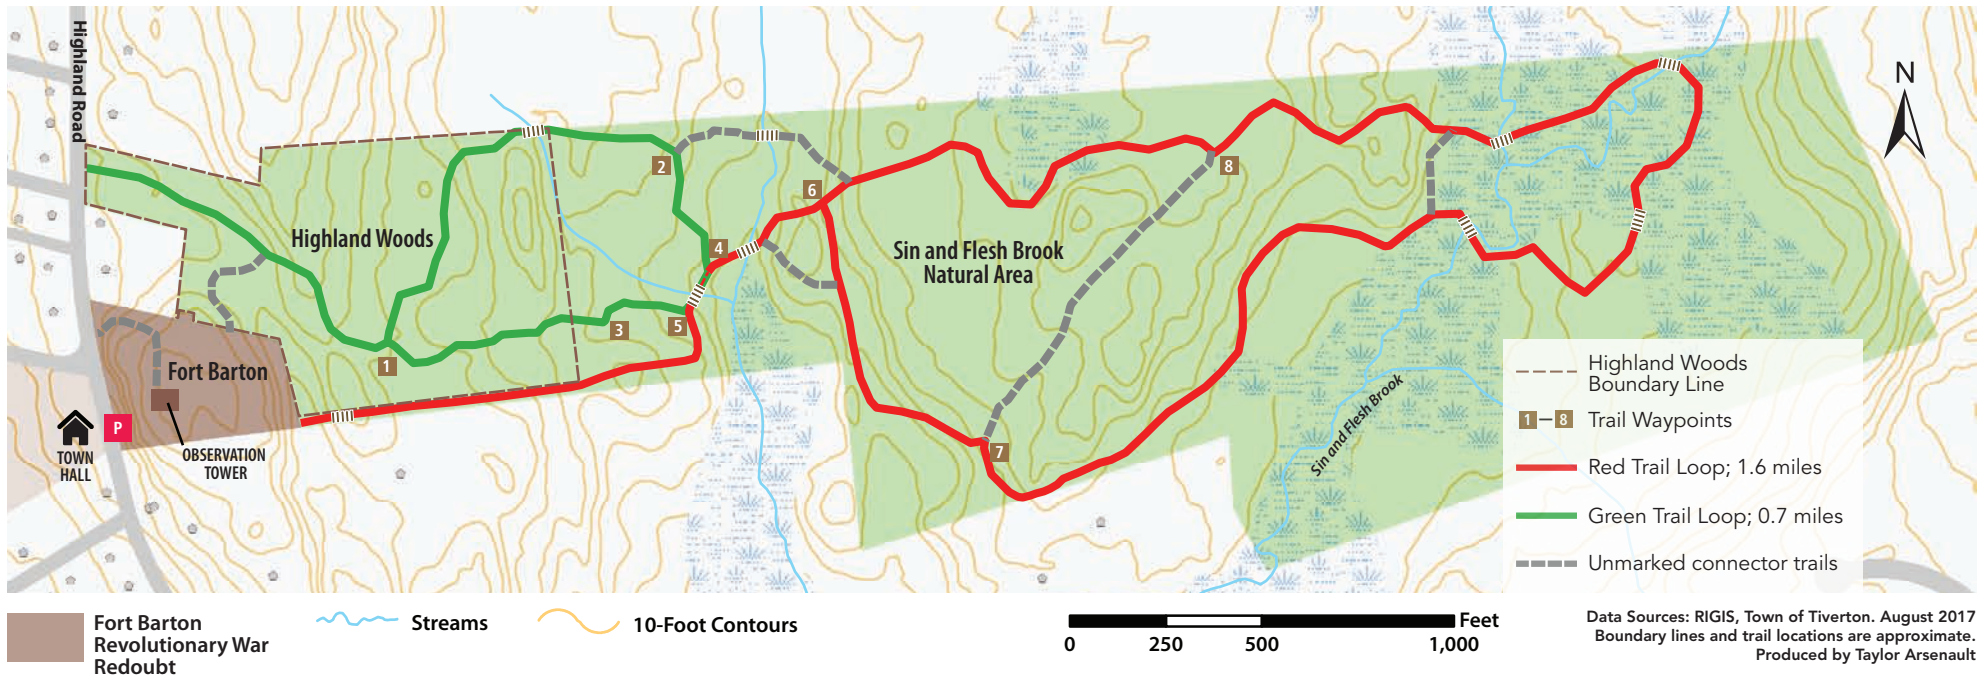 Highland Road
N
2
8
6
Highland Woods
4
Sin and Flesh Brook
Natural Area
3
5
1
Fort Barton
Highland Woods
Boundary Line
1 – 8 Trail Waypoints
Sin and Flesh Brook
P
TOWN
HALL
OBSERVATION
TOWER
7
Red Trail Loop; 1.6 miles
Green Trail Loop; 0.7 miles
Unmarked connector trails
Fort Barton
Revolutionary War
Redoubt
Streams
10-Foot Contours
Feet
0 250 500 1,000
Data Sources: RIGIS, Town of Tiverton. August 2017
Boundary lines and trail locations are approximate.
Produced by Taylor Arsenault